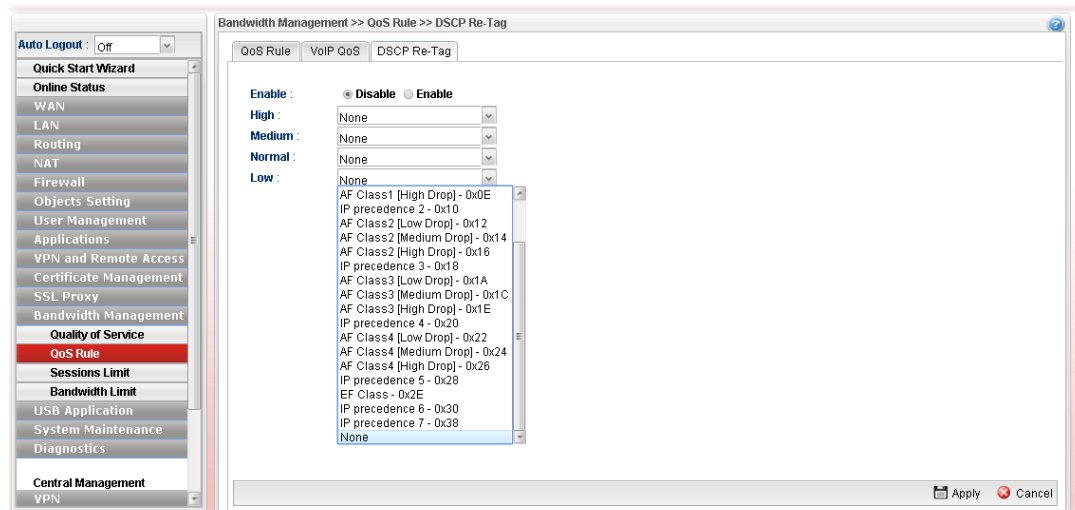 Bandwidth Management >> QoS Rule >> DSCP Re-Tag
?
Auto Logout : Off
Quick Start Wizard
Online Status
WAN
LAN
Routing
NAT
Firewall
Objects Setting
User Management
Applications
VPN and Remote Access
Certificate Management
SSL Proxy
Bandwidth Management
Quality of Service
QoS Rule
Sessions Limit
Bandwidth Limit
USB Application
System Maintenance
Diagnostics
Central Management
VPN
QoS Rule VoIP QoS DSCP Re-Tag
Enable : Disable Enable
High : None
Medium : None
Normal : None
Low : None
AF Class1 [High Drop] - 0x0E
IP precedence 2 - 0x10
AF Class2 [Low Drop] - 0x12
AF Class2 [Medium Drop] - 0x14
AF Class2 [High Drop] - 0x16
IP precedence 3 - 0x18
AF Class3 [Low Drop] - 0x1A
AF Class3 [Medium Drop] - 0x1C
AF Class3 [High Drop] - 0x1E
IP precedence 4 - 0x20
AF Class4 [Low Drop] - 0x22
AF Class4 [Medium Drop] - 0x24
AF Class4 [High Drop] - 0x26
IP precedence 5 - 0x28
EF Class - 0x2E
IP precedence 6 - 0x30
IP precedence 7 - 0x38
None
Apply Cancel